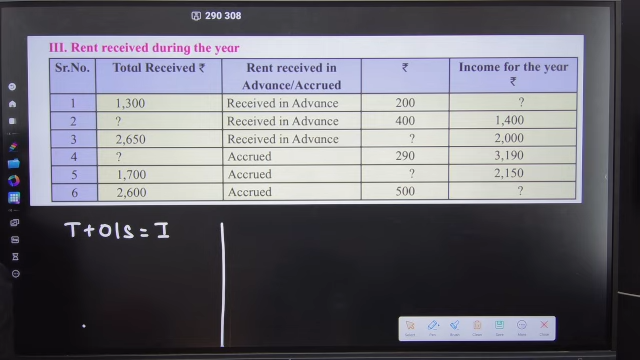 290 308
III. Rent received during the year
Sr.No. Total Received ₹ Rent received in Advance/Accrued ₹ Income for the year ₹
1 1,300 Received in Advance 200 ?
2 ? Received in Advance 400 1,400
3 2,650 Received in Advance ? 2,000
4 ? Accrued 290 3,190
5 1,700 Accrued ? 2,150
6 2,600 Accrued 500 ?
T+O/S = I